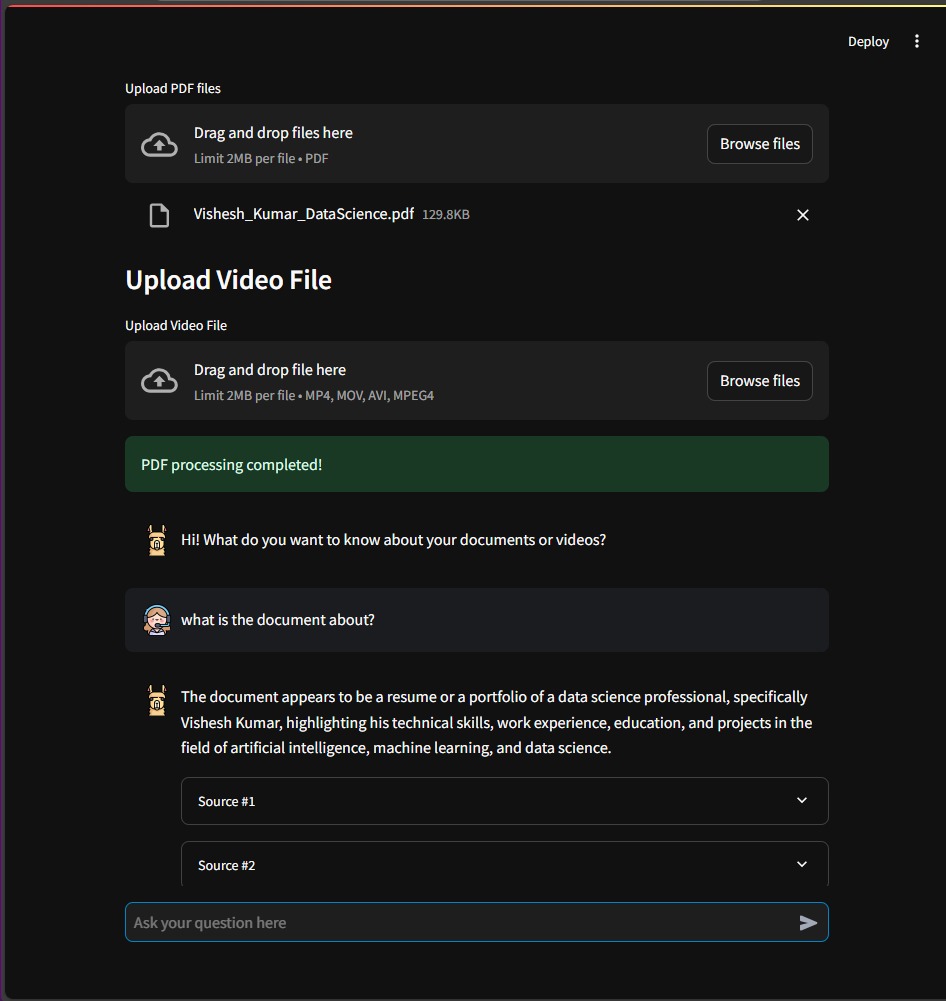 Deploy
Upload PDF files
Drag and drop files here
Limit 2MB per file • PDF
Browse files
Vishesh_Kumar_DataScience.pdf 129.8KB
Upload Video File
Upload Video File
Drag and drop file here
Limit 2MB per file • MP4, MOV, AVI, MPEG4
Browse files
PDF processing completed!
Hi! What do you want to know about your documents or videos?
what is the document about?
The document appears to be a resume or a portfolio of a data science professional, specifically
Vishesh Kumar, highlighting his technical skills, work experience, education, and projects in the
field of artificial intelligence, machine learning, and data science.
Source #1
Source #2
Ask your question here